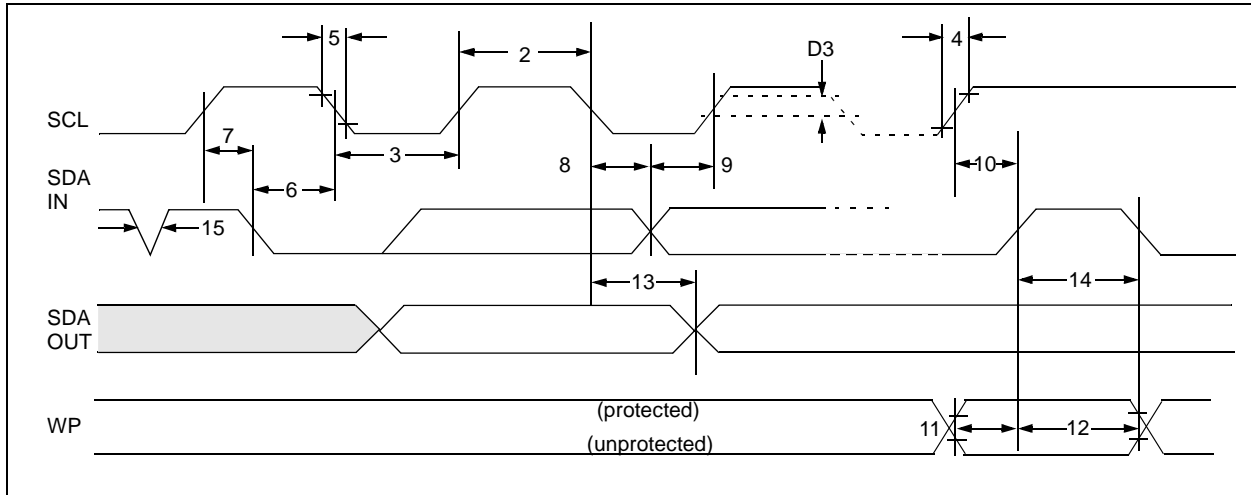 5
2
D3
4
SCL
7
3
8
9
10
SDA
IN
6
15
13
14
SDA
OUT
WP
(protected)
(unprotected)
11
12